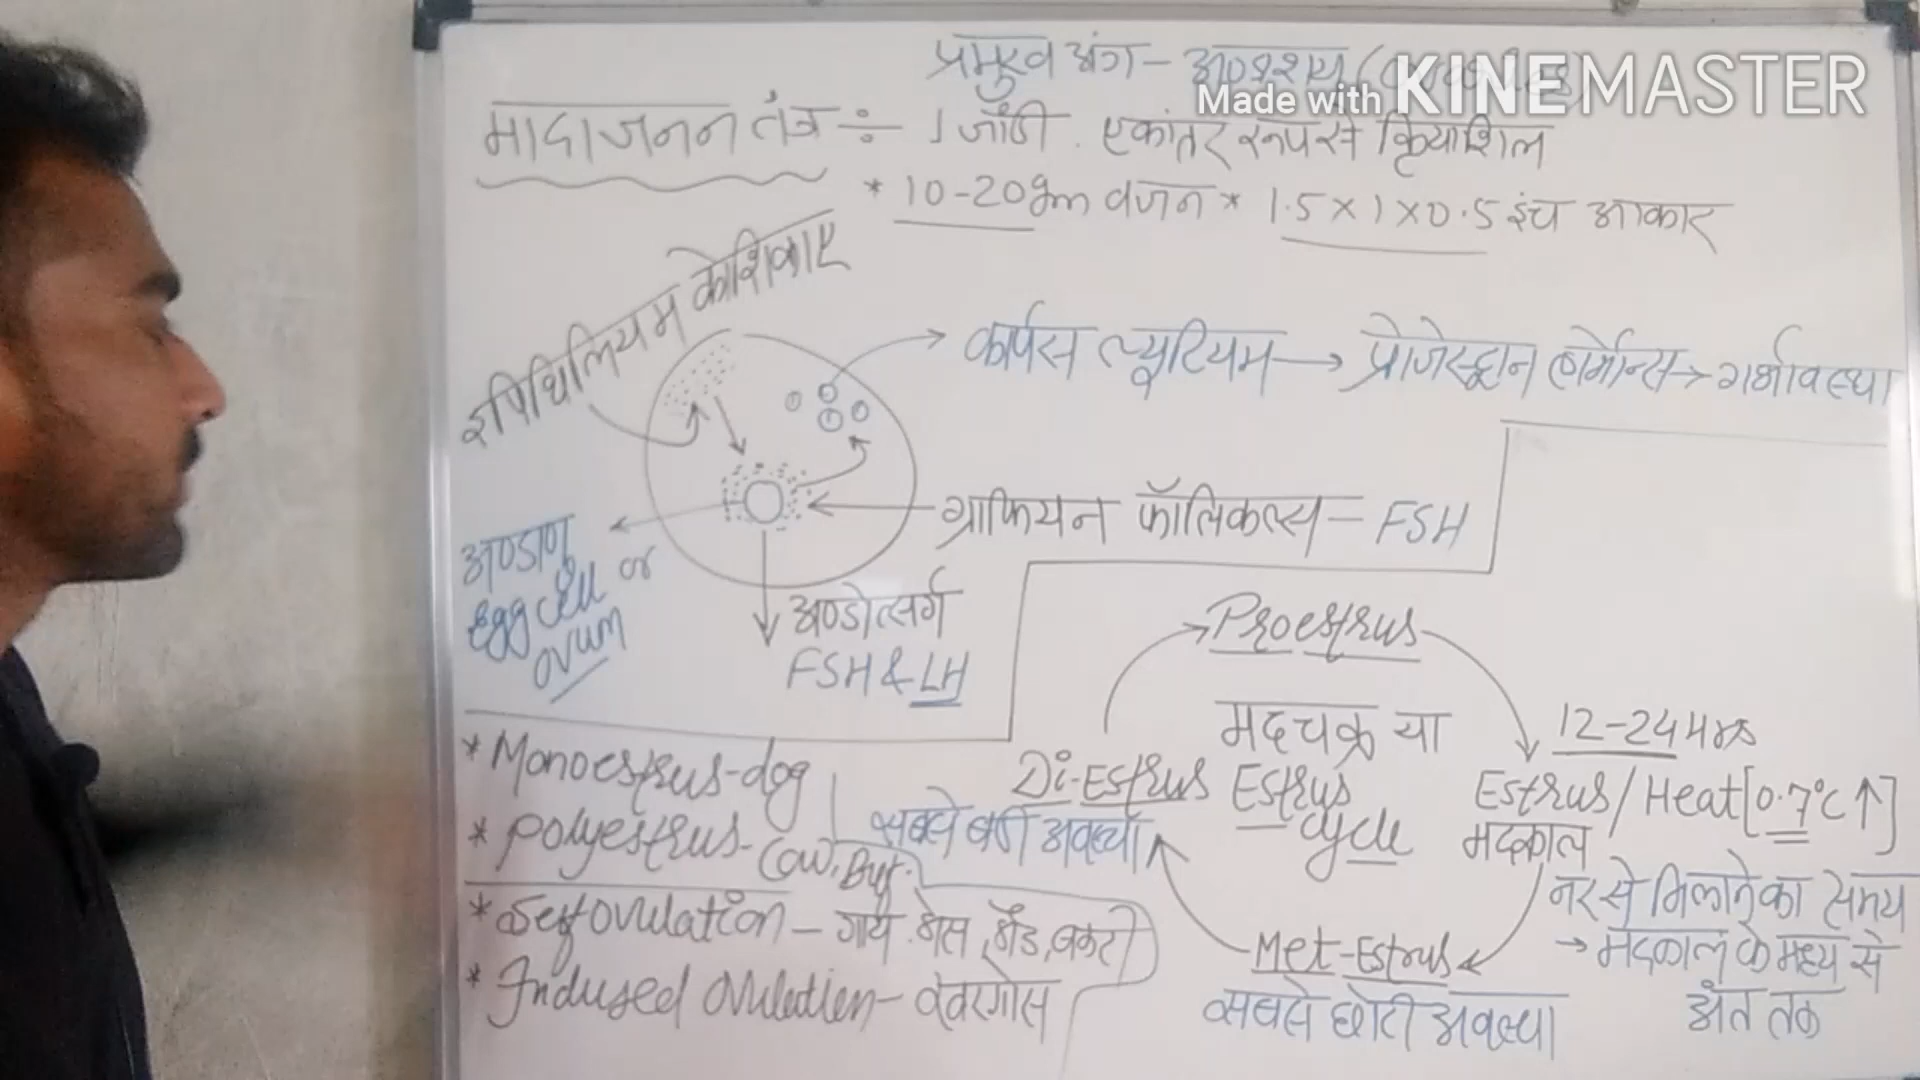 प्रमुख अंग - अण्डाशय
Made with KINEMASTER
मादा जनन तंत्र ÷ 1 जोडी . एकांतर रूप से क्रियाशिल
* 10-20gm वजन * 1.5 x 1 x 0.5 इंच आकार
इपिथिलियम कोशिकाए
कार्पस ल्यूटियम → प्रोजेस्ट्रान हार्मोन्स → गर्भावस्था
ग्राफियन फॉलिकल्स - FSH
अण्डाणु or
egg cell
ovum
अण्डोत्सर्ग
FSH & LH
* Monoestrus - dog
* polyestrus - Cow, Buf.
* Self ovulation - गाय . भेस , भेड , बकरी
* Indused ovulation - खरगोस
Proestrus
मदचक्र या
Estrus
cycle
12-24 Hrs
Estrus / Heat [0.7°C ↑]
मदकाल
नर से मिलाने का समय
→ मदकाल के मध्य से
अंत तक
Met-Estrus
सबसे छोटी अवस्था
Di-Estrus
सबसे बडी अवस्था